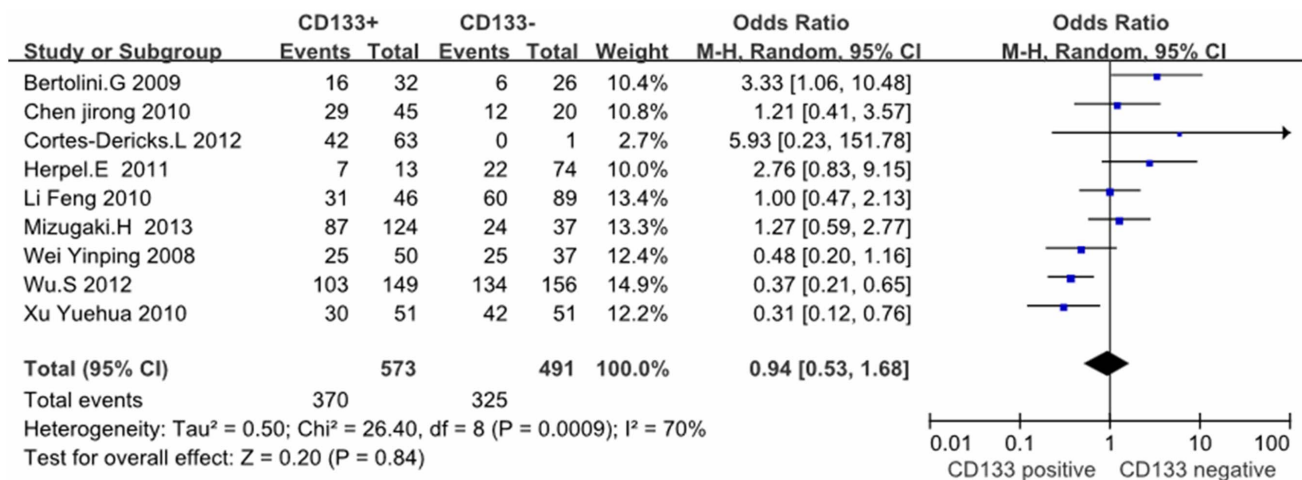 CD133+ CD133- Odds Ratio Odds Ratio
Study or Subgroup Events Total Events Total Weight M-H, Random, 95% CI M-H, Random, 95% CI
Bertolini.G 2009 16 32 6 26 10.4% 3.33 [1.06, 10.48]
Chen jirong 2010 29 45 12 20 10.8% 1.21 [0.41, 3.57]
Cortes-Dericks.L 2012 42 63 0 1 2.7% 5.93 [0.23, 151.78]
Herpel.E 2011 7 13 22 74 10.0% 2.76 [0.83, 9.15]
Li Feng 2010 31 46 60 89 13.4% 1.00 [0.47, 2.13]
Mizugaki.H 2013 87 124 24 37 13.3% 1.27 [0.59, 2.77]
Wei Yinping 2008 25 50 25 37 12.4% 0.48 [0.20, 1.16]
Wu.S 2012 103 149 134 156 14.9% 0.37 [0.21, 0.65]
Xu Yuehua 2010 30 51 42 51 12.2% 0.31 [0.12, 0.76]
Total (95% CI) 573 491 100.0% 0.94 [0.53, 1.68]
Total events 370 325
Heterogeneity: Tau² = 0.50; Chi² = 26.40, df = 8 (P = 0.0009); I² = 70%
Test for overall effect: Z = 0.20 (P = 0.84)
0.01 0.1 1 10 100
CD133 positive CD133 negative